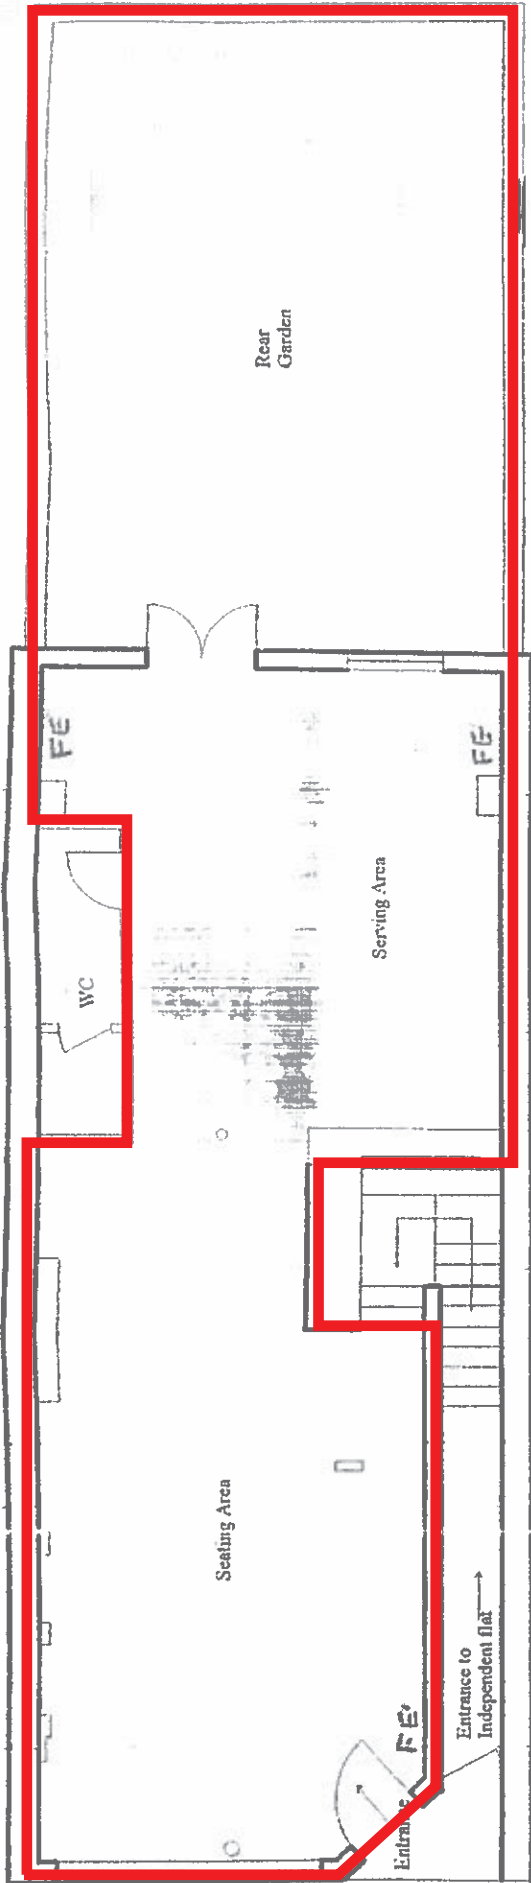 Rear
Garden
FE
FE
WC
Serving Area
Seating Area
Entrance to
Independent flat
FE
Entrance